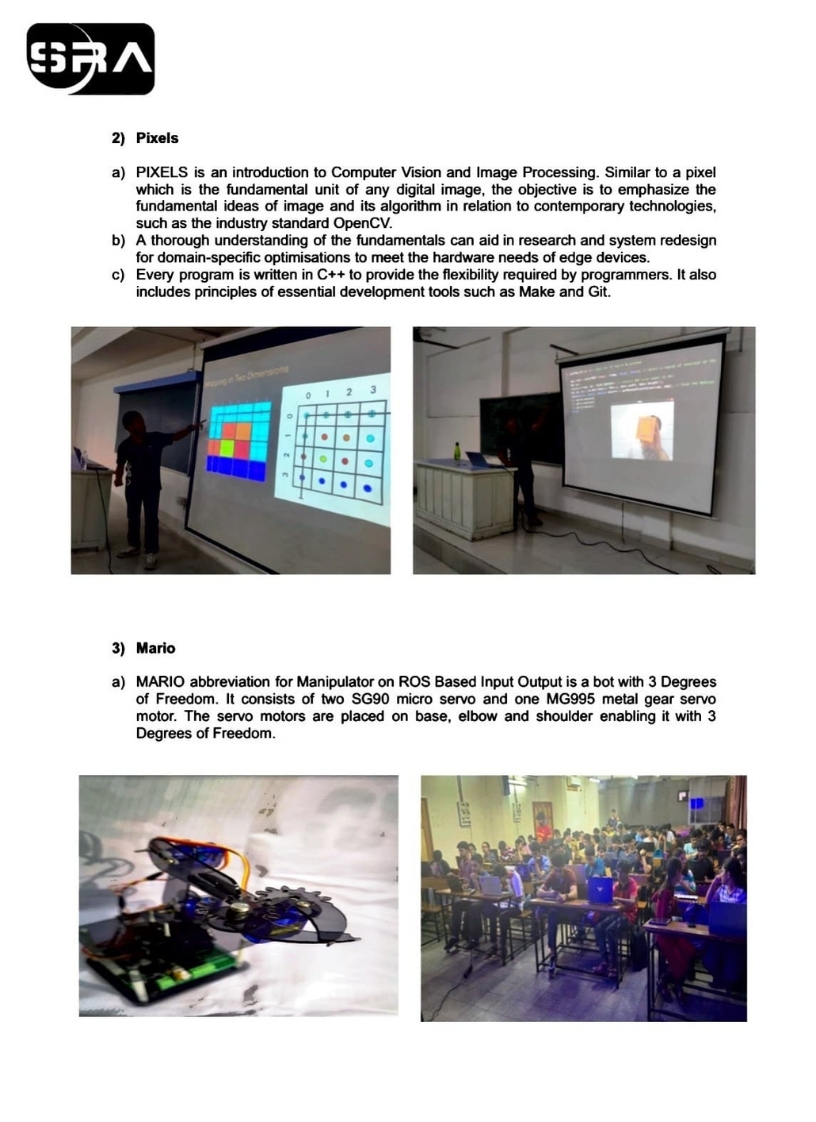 SRA
2) Pixels
a) PIXELS is an introduction to Computer Vision and Image Processing. Similar to a pixel
which is the fundamental unit of any digital image, the objective is to emphasize the
fundamental ideas of image and its algorithm in relation to contemporary technologies,
such as the industry standard OpenCV.
b) A thorough understanding of the fundamentals can aid in research and system redesign
for domain-specific optimisations to meet the hardware needs of edge devices.
c) Every program is written in C++ to provide the flexibility required by programmers. It also
includes principles of essential development tools such as Make and Git.
in Two Dimensions
0 1 2 3
0
1
2
3
3) Mario
a) MARIO abbreviation for Manipulator on ROS Based Input Output is a bot with 3 Degrees
of Freedom. It consists of two SG90 micro servo and one MG995 metal gear servo
motor. The servo motors are placed on base, elbow and shoulder enabling it with 3
Degrees of Freedom.